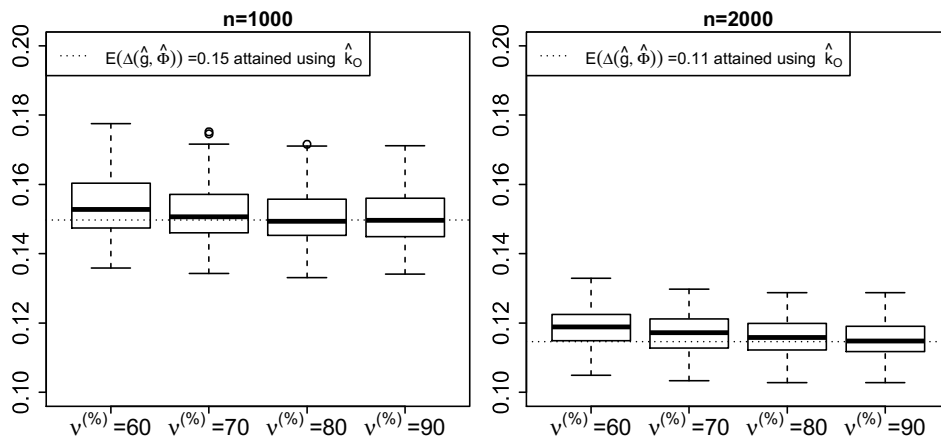 n=1000
E(Δ(ĝ, Φ̂)) =0.15 attained using k̂_O
0.20
0.18
0.16
0.14
0.12
0.10
ν^(%)=60 ν^(%)=70 ν^(%)=80 ν^(%)=90
n=2000
E(Δ(ĝ, Φ̂)) =0.11 attained using k̂_O
0.20
0.18
0.16
0.14
0.12
0.10
ν^(%)=60 ν^(%)=70 ν^(%)=80 ν^(%)=90